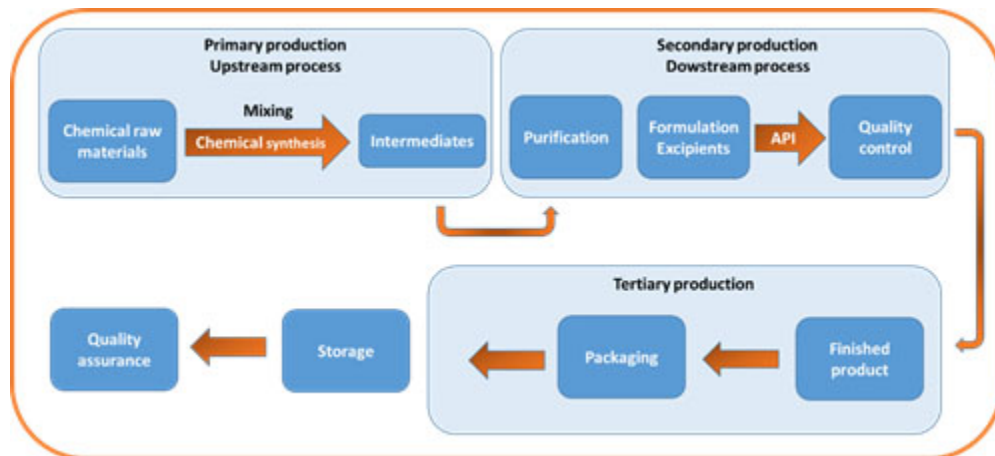 Primary production
Upstream process
Chemical raw
materials
Mixing
Chemical synthesis
Intermediates
Secondary production
Dowstream process
Purification
Formulation
Excipients
API
Quality
control
Tertiary production
Finished
product
Packaging
Storage
Quality
assurance